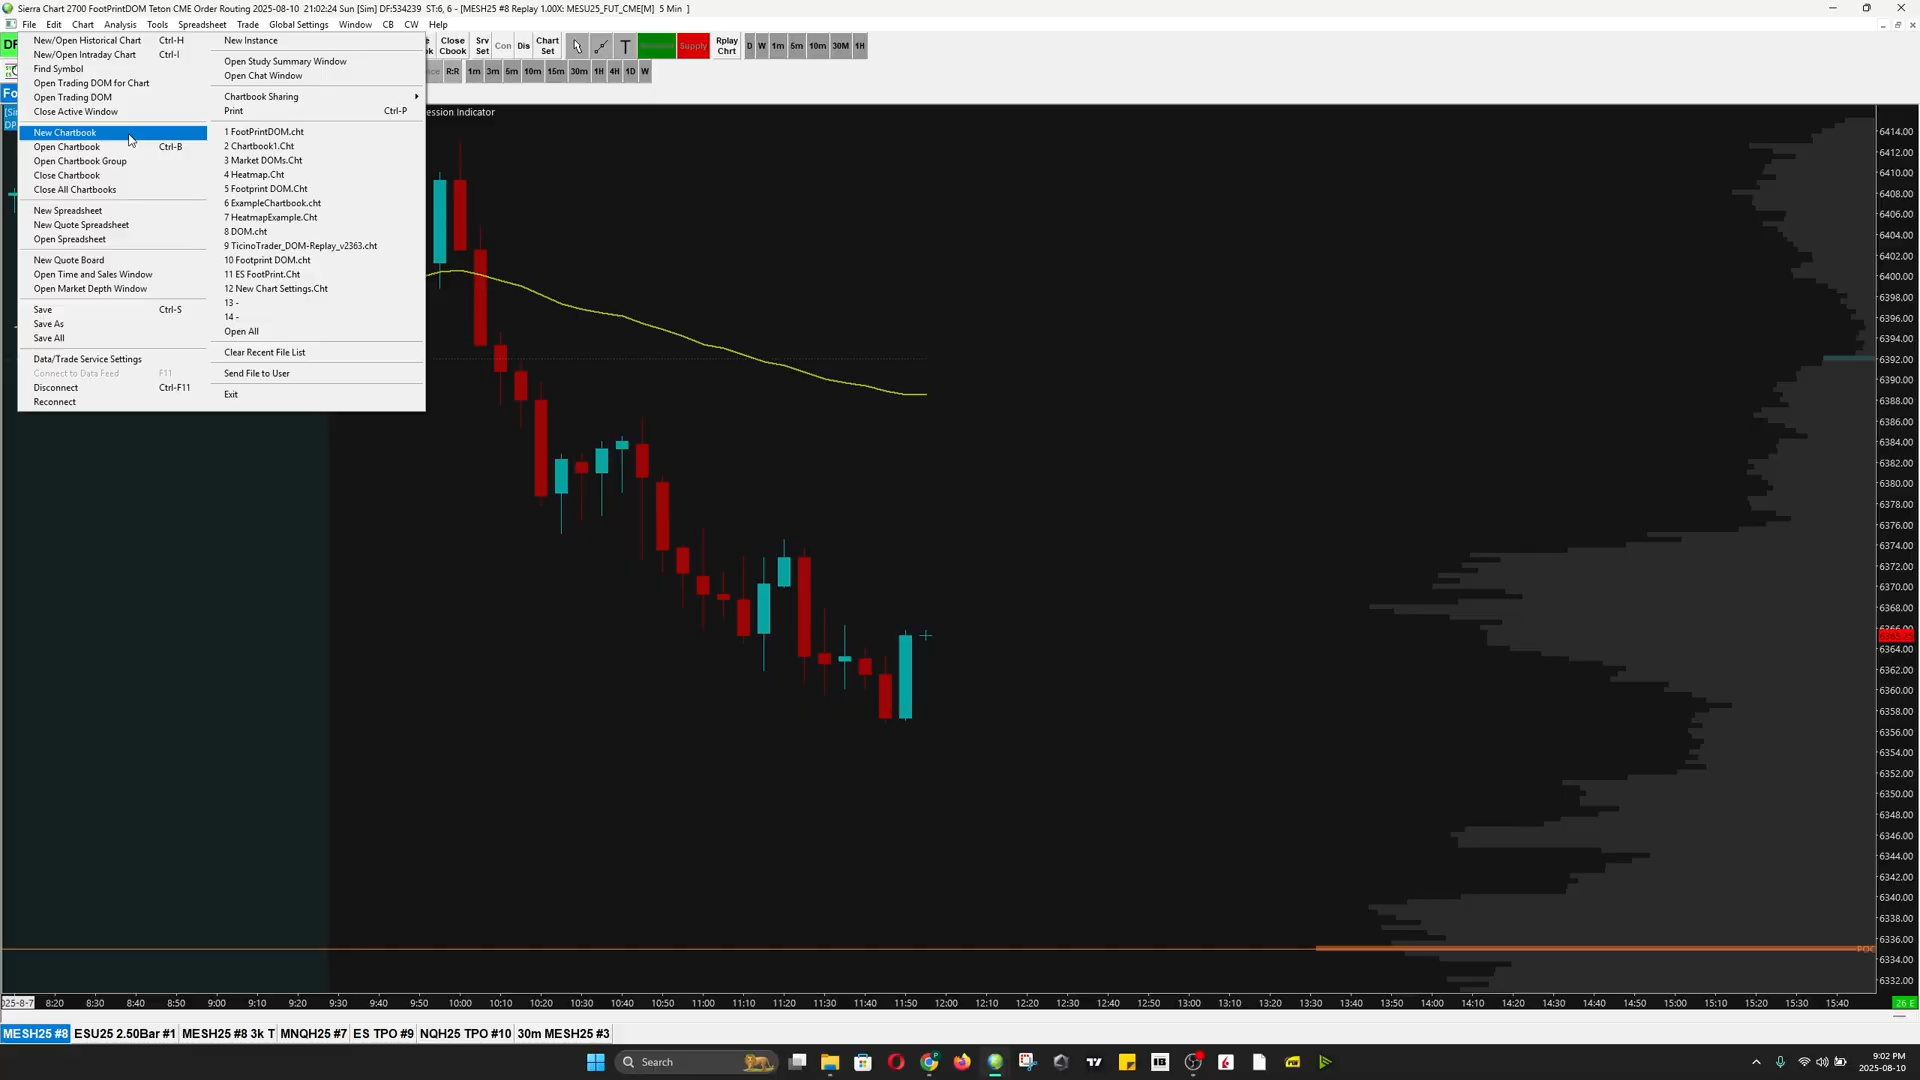 Sierra Chart 2700 FootPrintDOM Teton CME Order Routing 2025-08-10 21:02:24 Sun [Sim] DF:534239 ST:6, 6 - [MESH25 #8 Replay 1.00X: MESU25_FUT_CME[M] 5 Min ]
File Edit Chart Analysis Tools Spreadsheet Trade Global Settings Window CB CW Help
Close Cbook Srv Set Con Dis Chart Set T Supply Rplay Chrt D W 1m 5m 10m 30M 1H
R:R 1m 3m 5m 10m 15m 30m 1H 4H 1D W
New/Open Historical Chart Ctrl-H
New/Open Intraday Chart Ctrl-I
Find Symbol
Open Trading DOM for Chart
Open Trading DOM
Close Active Window
New Chartbook
Open Chartbook Ctrl-B
Open Chartbook Group
Close Chartbook
Close All Chartbooks
New Spreadsheet
New Quote Spreadsheet
Open Spreadsheet
New Quote Board
Open Time and Sales Window
Open Market Depth Window
Save Ctrl-S
Save As
Save All
Data/Trade Service Settings
Connect to Data Feed F11
Disconnect Ctrl-F11
Reconnect
New Instance
Open Study Summary Window
Open Chat Window
Chartbook Sharing
Print Ctrl-P
1 FootPrintDOM.cht
2 Chartbook1.Cht
3 Market DOMs.Cht
4 Heatmap.Cht
5 Footprint DOM.Cht
6 ExampleChartbook.cht
7 HeatmapExample.Cht
8 DOM.cht
9 TicinoTrader_DOM-Replay_v2363.cht
10 Footprint DOM.cht
11 ES FootPrint.Cht
12 New Chart Settings.Cht
13 -
14 -
Open All
Clear Recent File List
Send File to User
Exit
ession Indicator
6414.00
6412.00
6410.00
6408.00
6406.00
6404.00
6402.00
6400.00
6398.00
6396.00
6394.00
6392.00
6390.00
6388.00
6386.00
6384.00
6382.00
6380.00
6378.00
6376.00
6374.00
6372.00
6370.00
6368.00
6366.00
6364.00
6362.00
6360.00
6358.00
6356.00
6354.00
6352.00
6350.00
6348.00
6346.00
6344.00
6342.00
6340.00
6338.00
6336.00
POC
6334.00
6332.00
025-8-7 8:20 8:30 8:40 8:50 9:00 9:10 9:20 9:30 9:40 9:50 10:00 10:10 10:20 10:30 10:40 10:50 11:00 11:10 11:20 11:30 11:40 11:50 12:00 12:10 12:20 12:30 12:40 12:50 13:00 13:10 13:20 13:30 13:40 13:50 14:00 14:10 14:20 14:30 14:40 14:50 15:00 15:10 15:20 15:30 15:40 26 E
MESH25 #8 ESU25 2.50Bar #1 MESH25 #8 3k T MNQH25 #7 ES TPO #9 NQH25 TPO #10 30m MESH25 #3
Search
9:02 PM
2025-08-10